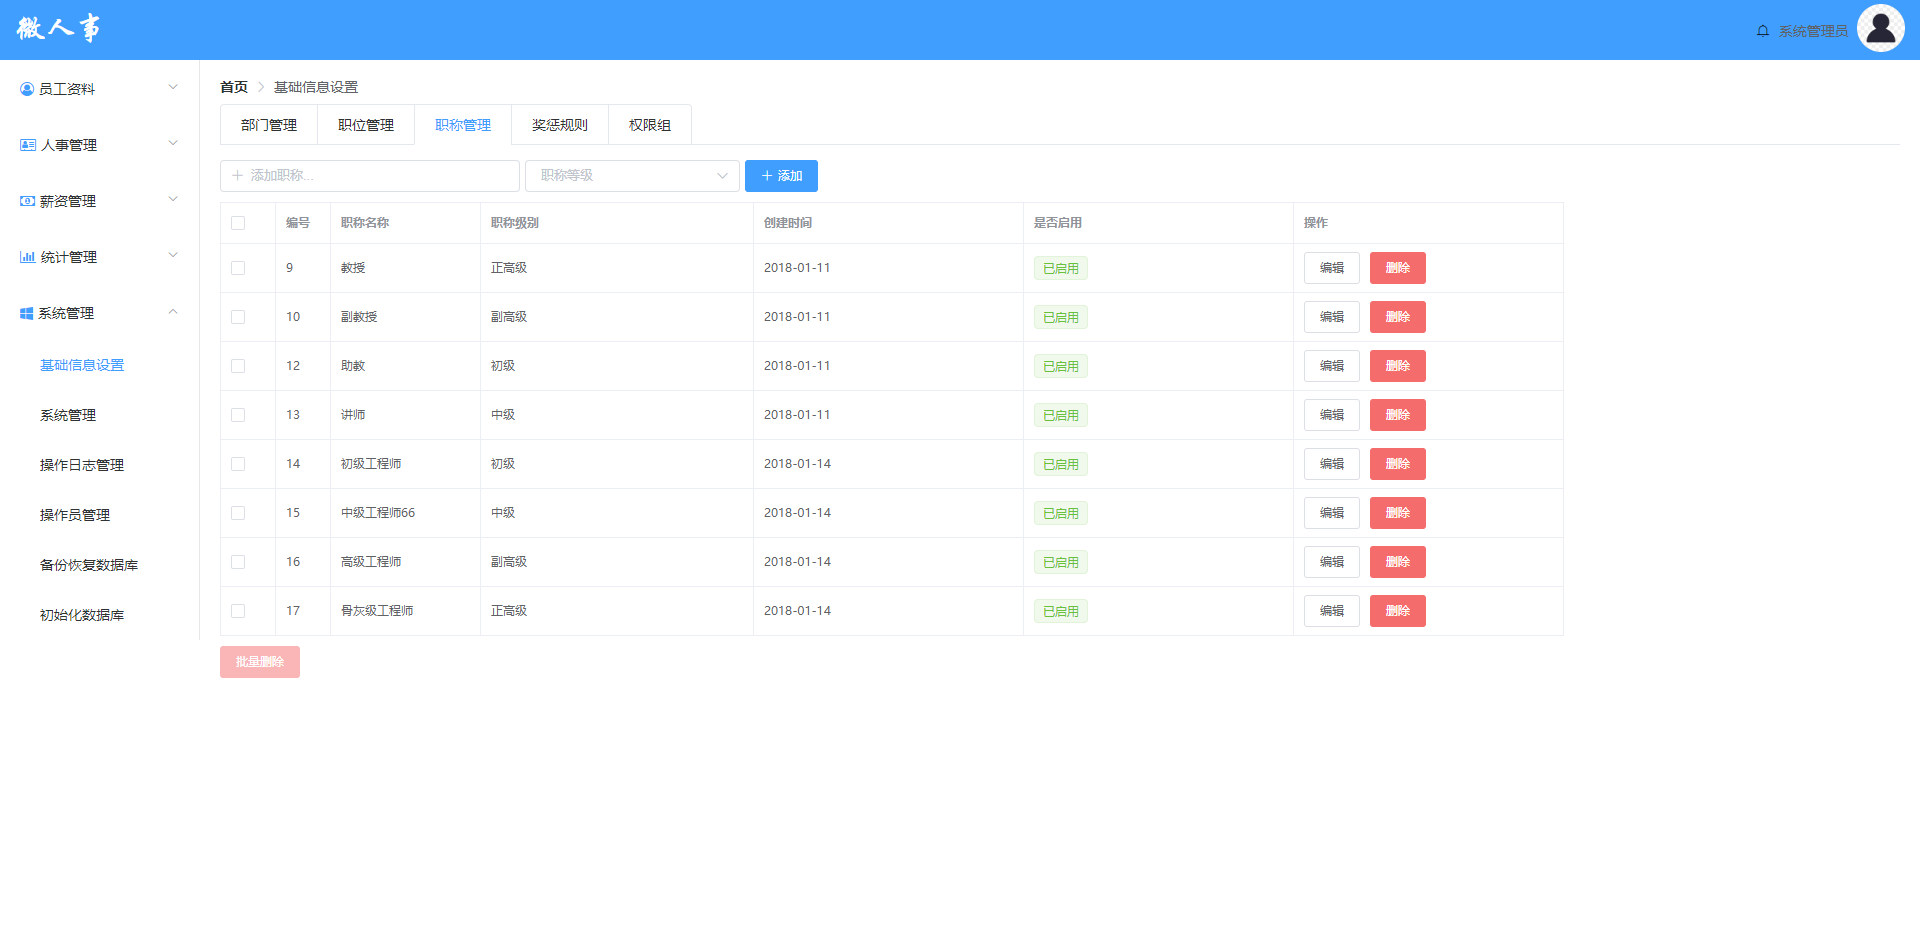 微人事
系统管理员
员工资料
人事管理
薪资管理
统计管理
系统管理
基础信息设置
系统管理
操作日志管理
操作员管理
备份恢复数据库
初始化数据库
首页 基础信息设置
部门管理 职位管理 职称管理 奖惩规则 权限组
添加职称... 职称等级 添加
编号 职称名称 职称级别 创建时间 是否启用 操作
9 教授 正高级 2018-01-11 已启用 编辑 删除
10 副教授 副高级 2018-01-11 已启用 编辑 删除
12 助教 初级 2018-01-11 已启用 编辑 删除
13 讲师 中级 2018-01-11 已启用 编辑 删除
14 初级工程师 初级 2018-01-14 已启用 编辑 删除
15 中级工程师66 中级 2018-01-14 已启用 编辑 删除
16 高级工程师 副高级 2018-01-14 已启用 编辑 删除
17 骨灰级工程师 正高级 2018-01-14 已启用 编辑 删除
批量删除